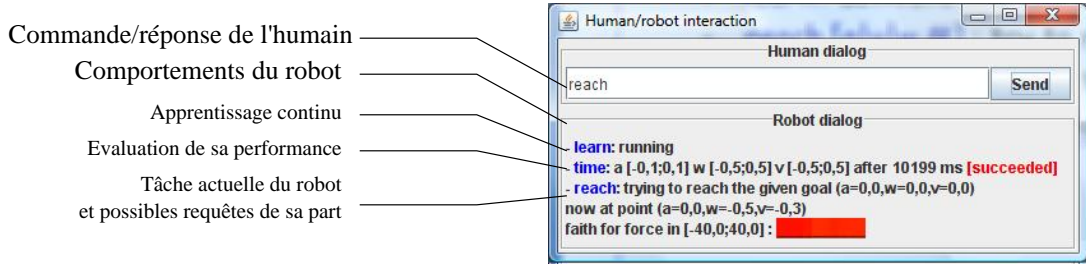 Commande/réponse de l'humain
Comportements du robot
Apprentissage continu
Evaluation de sa performance
Tâche actuelle du robot
et possibles requêtes de sa part
Human/robot interaction
Human dialog
reach
Send
Robot dialog
- learn: running
- time: a [-0,1;0,1] w [-0,5;0,5] v [-0,5;0,5] after 10199 ms [succeeded]
- reach: trying to reach the given goal (a=0,0,w=0,0,v=0,0)
now at point (a=0,0,w=-0,5,v=-0,3)
faith for force in [-40,0;40,0] :